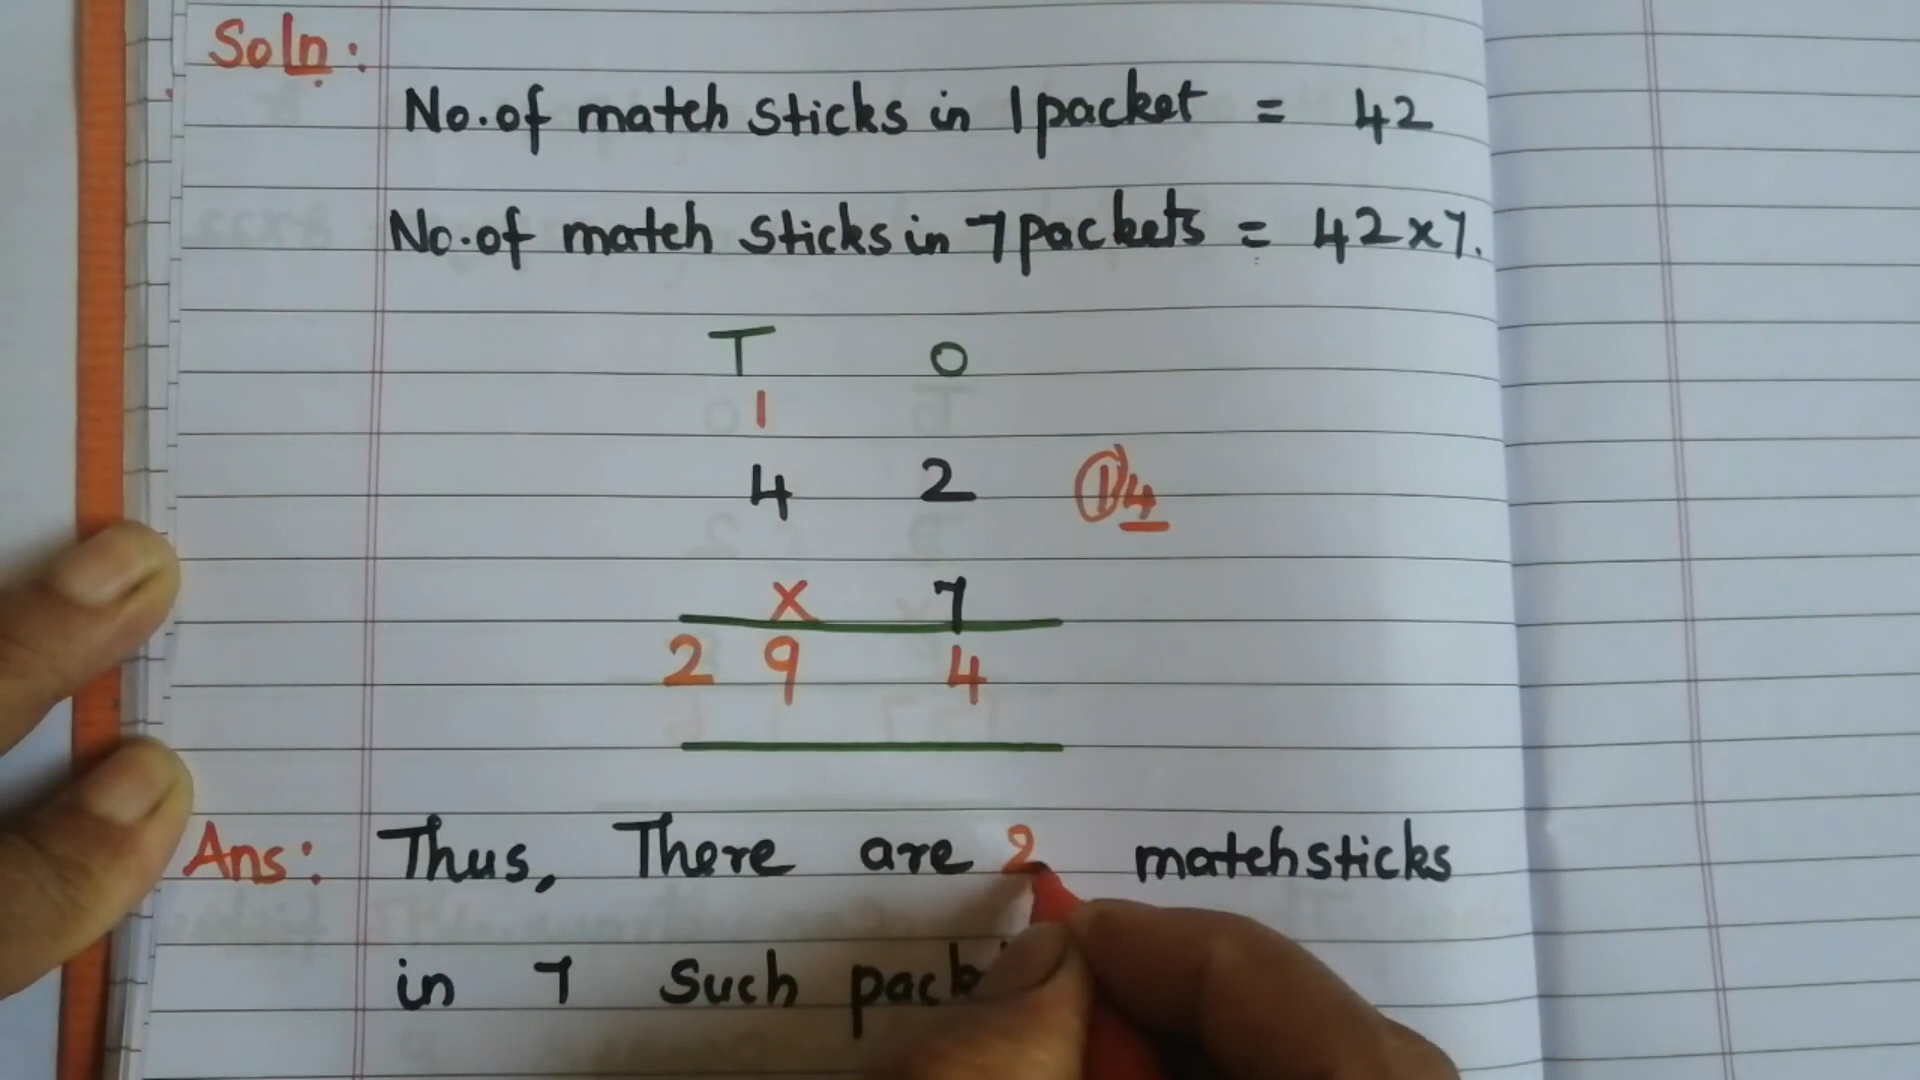 Soln:
No. of match sticks in 1 packet = 42
No. of match sticks in 7 packets = 42 x 7.
T O
1
4 2 14
x 7
2 9 4
Ans: Thus, There are 2 matchsticks
in 7 Such